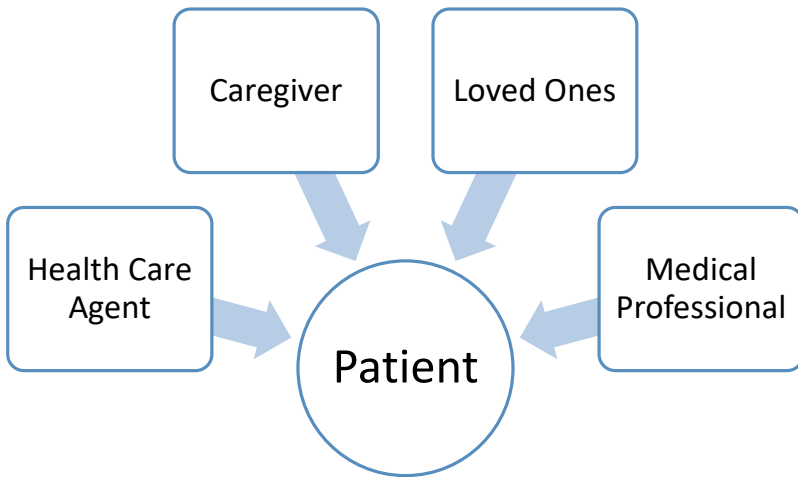 Caregiver
Loved Ones
Health Care
Agent
Medical
Professional
Patient